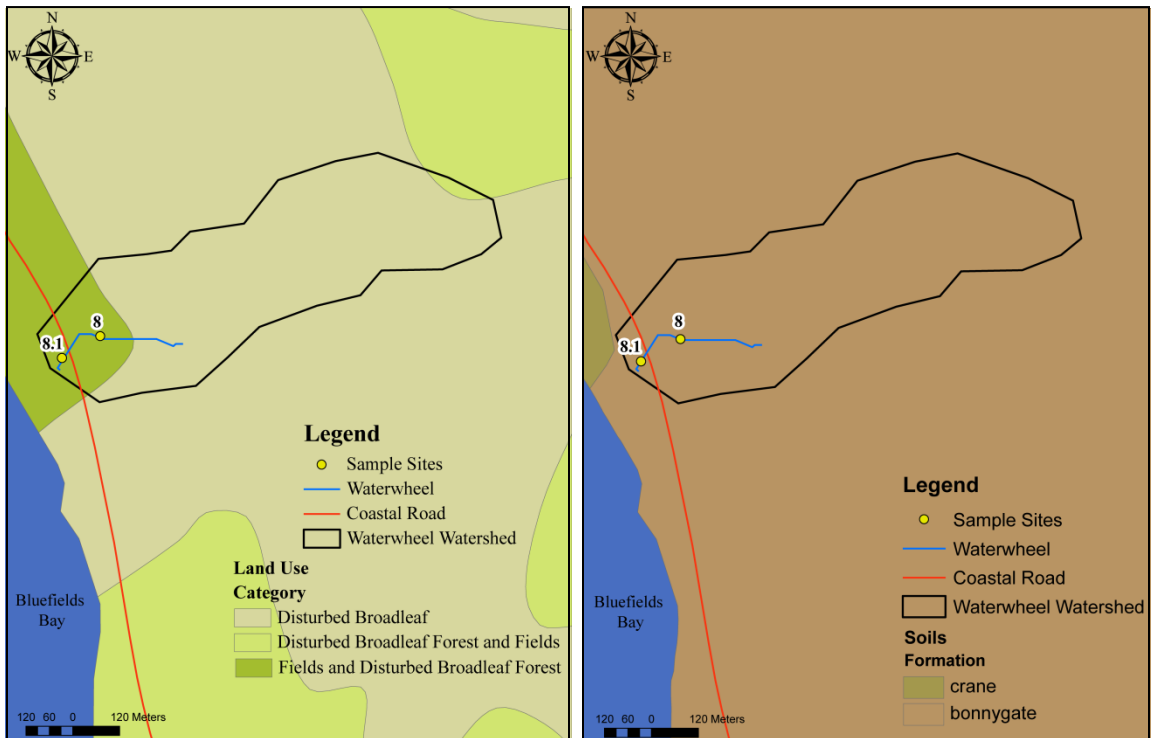 N
W E
S
8
8.1
Legend
Sample Sites
Waterwheel
Coastal Road
Waterwheel Watershed
Land Use
Category
Disturbed Broadleaf
Disturbed Broadleaf Forest and Fields
Fields and Disturbed Broadleaf Forest
Bluefields
Bay
120 60 0 120 Meters
N
W E
S
8
8.1
Legend
Sample Sites
Waterwheel
Coastal Road
Waterwheel Watershed
Soils
Formation
crane
bonnygate
Bluefields
Bay
120 60 0 120 Meters